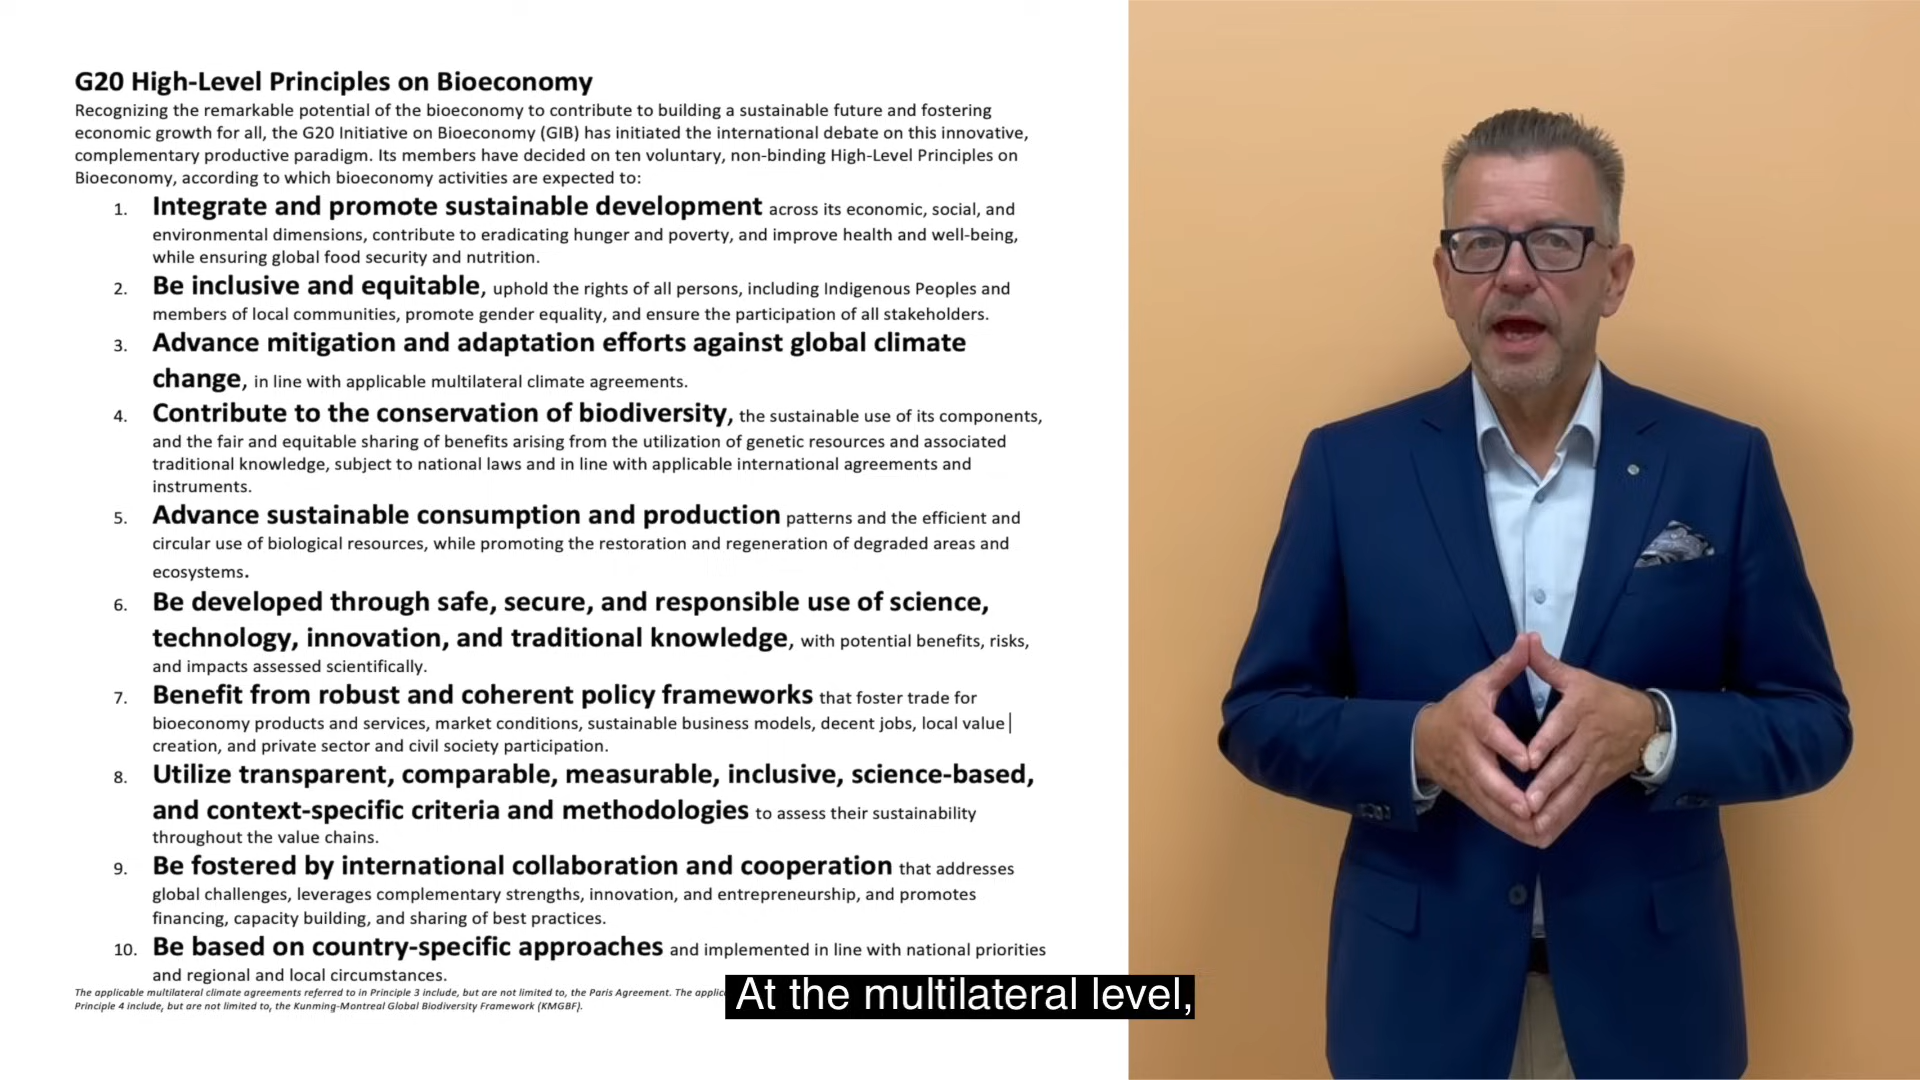 G20 High-Level Principles on Bioeconomy
Recognizing the remarkable potential of the bioeconomy to contribute to building a sustainable future and fostering
economic growth for all, the G20 Initiative on Bioeconomy (GIB) has initiated the international debate on this innovative,
complementary productive paradigm. Its members have decided on ten voluntary, non-binding High-Level Principles on
Bioeconomy, according to which bioeconomy activities are expected to:
1. Integrate and promote sustainable development across its economic, social, and
environmental dimensions, contribute to eradicating hunger and poverty, and improve health and well-being,
while ensuring global food security and nutrition.
2. Be inclusive and equitable, uphold the rights of all persons, including Indigenous Peoples and
members of local communities, promote gender equality, and ensure the participation of all stakeholders.
3. Advance mitigation and adaptation efforts against global climate
change, in line with applicable multilateral climate agreements.
4. Contribute to the conservation of biodiversity, the sustainable use of its components,
and the fair and equitable sharing of benefits arising from the utilization of genetic resources and associated
traditional knowledge, subject to national laws and in line with applicable international agreements and
instruments.
5. Advance sustainable consumption and production patterns and the efficient and
circular use of biological resources, while promoting the restoration and regeneration of degraded areas and
ecosystems.
6. Be developed through safe, secure, and responsible use of science,
technology, innovation, and traditional knowledge, with potential benefits, risks,
and impacts assessed scientifically.
7. Benefit from robust and coherent policy frameworks that foster trade for
bioeconomy products and services, market conditions, sustainable business models, decent jobs, local value
creation, and private sector and civil society participation.
8. Utilize transparent, comparable, measurable, inclusive, science-based,
and context-specific criteria and methodologies to assess their sustainability
throughout the value chains.
9. Be fostered by international collaboration and cooperation that addresses
global challenges, leverages complementary strengths, innovation, and entrepreneurship, and promotes
financing, capacity building, and sharing of best practices.
10. Be based on country-specific approaches and implemented in line with national priorities
and regional and local circumstances.
The applicable multilateral climate agreements referred to in Principle 3 include, but are not limited to, the Paris Agreement. The
Principle 4 include, but are not limited to, the Kunming-Montreal Global Biodiversity Framework (KMGBF).
At the multilateral level,